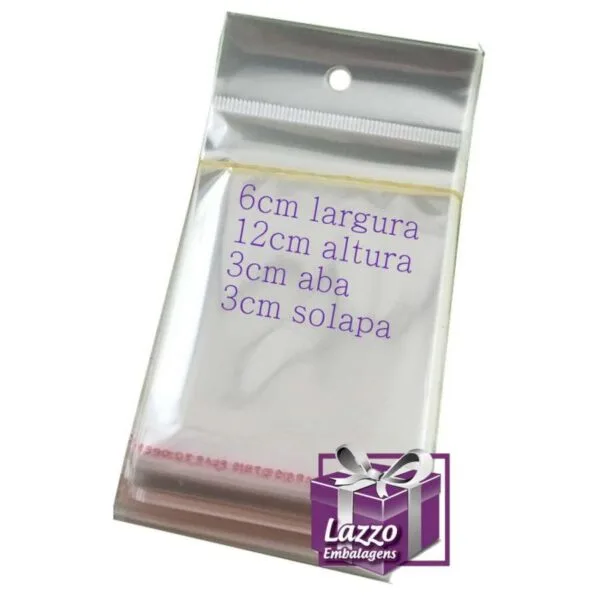 6cm largura
12cm altura
3cm aba
3cm solapa
Lazzo
Embalagens